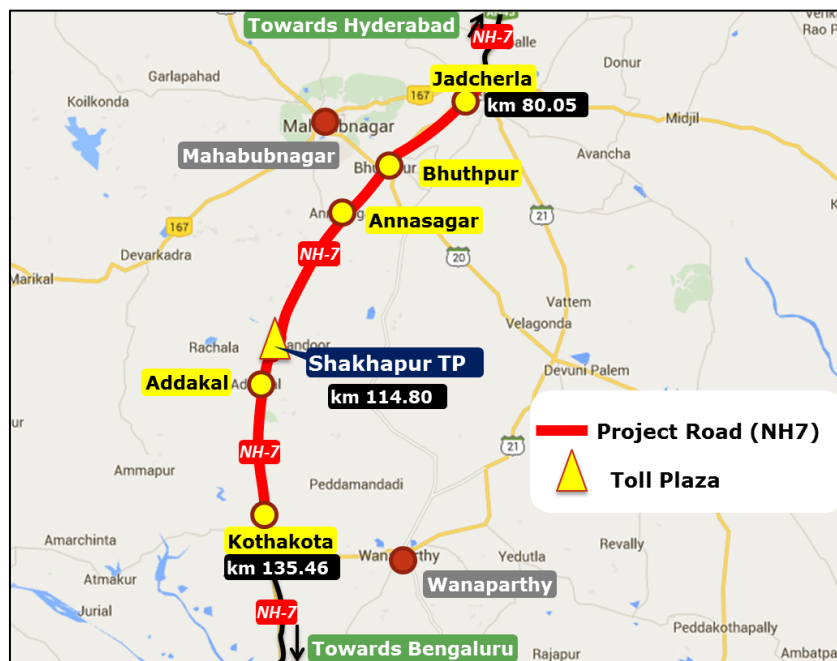 Towards Hyderabad
NH-7
Donur
Garlapahad
Koilkonda
Jadcherla
167
km 80.05
Midjil
Mahabubnagar
Avancha
Bhuthpur
Annasagar
21
167
NH-7
Devarkadra
20
Marikal
Vattem
Velagonda
Rachala
Shakhapur TP
Devuni Palem
Addakal
km 114.80
Project Road (NH7)
21
NH-7
Ammapur
Toll Plaza
Peddamandadi
Kothakota
Amarchinta
Revally
Yedutla
km 135.46
Atmakur
Wanaparthy
NH-7
Jurial
Peddakothapally
Towards Bengaluru
Rajapur